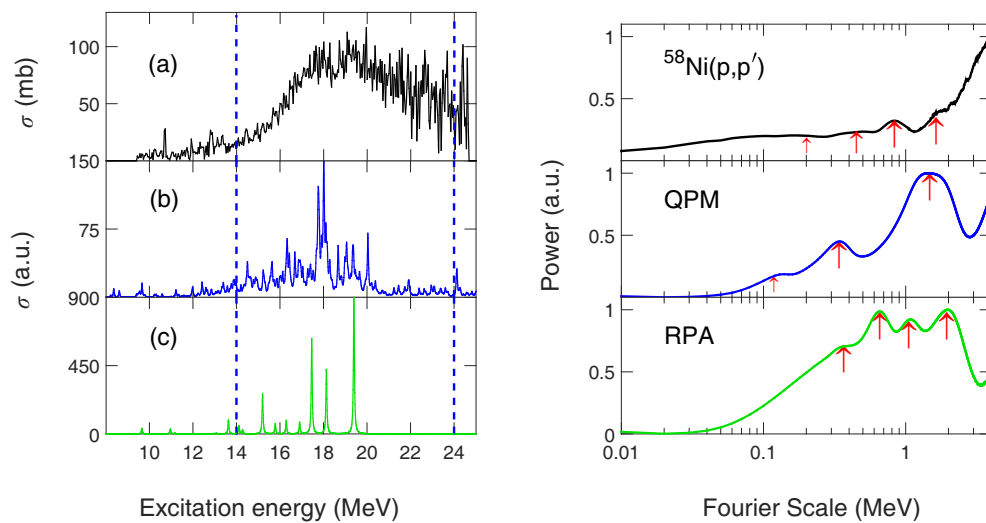 (a)
100
50
150
σ (mb)
(b)
75
900
σ (a.u.)
(c)
450
0
10 12 14 16 18 20 22 24
Excitation energy (MeV)
⁵⁸Ni(p,p′)
1
0.5
QPM
1
0.5
Power (a.u.)
RPA
1
0.5
0
0.01 0.1 1
Fourier Scale (MeV)